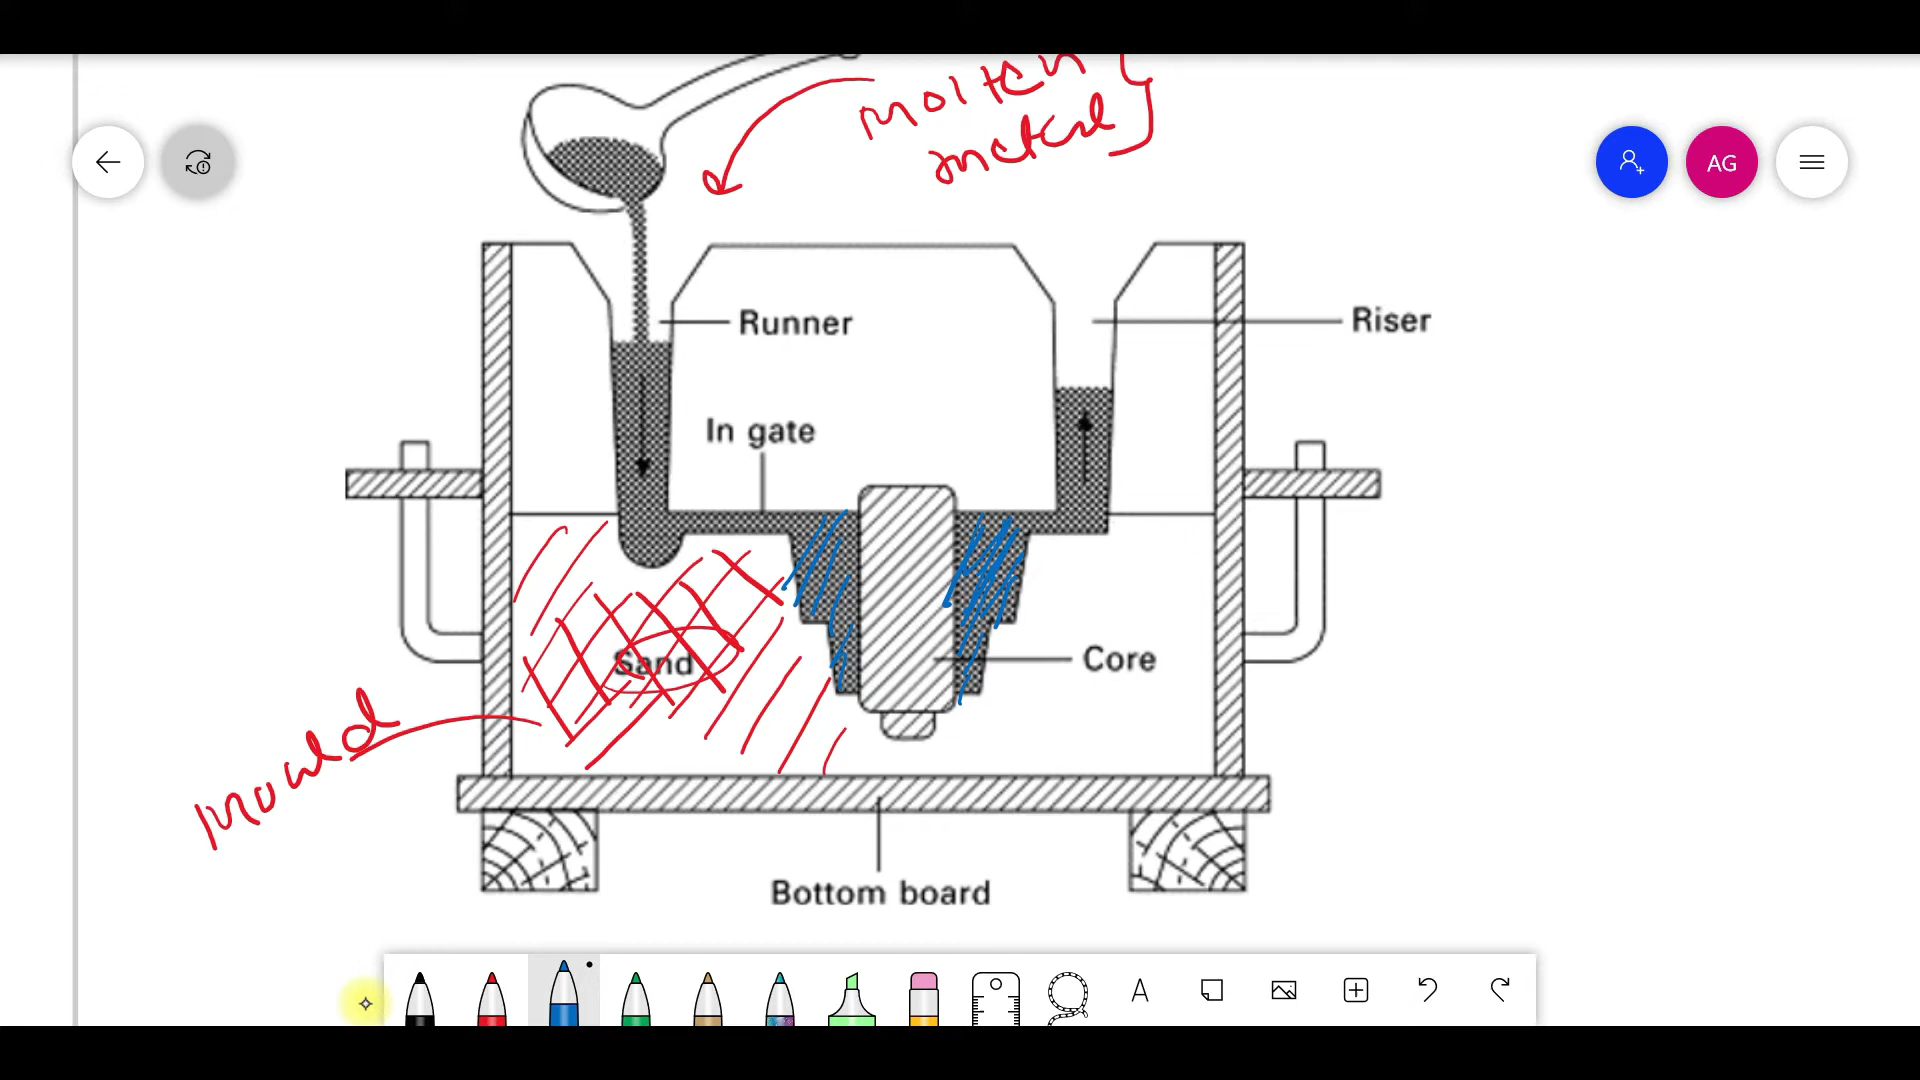 molten
metal
AG
Runner
Riser
In gate
Sand
Core
Mould
Bottom board
A